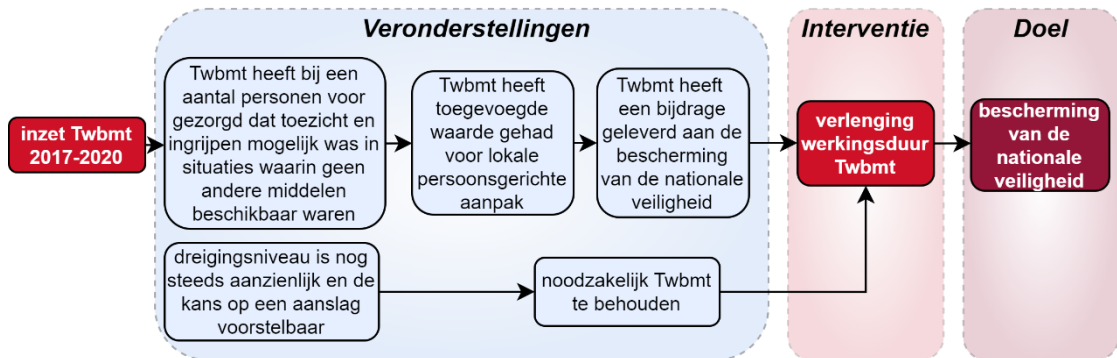 Veronderstellingen
Interventie
Doel
inzet Twbmt
2017-2020
Twbmt heeft bij een
aantal personen voor
gezorgd dat toezicht en
ingrijpen mogelijk was in
situaties waarin geen
andere middelen
beschikbaar waren
Twbmt heeft
toegevoegde
waarde gehad
voor lokale
persoonsgerichte
aanpak
Twbmt heeft
een bijdrage
geleverd aan de
bescherming
van de nationale
veiligheid
verlenging
werkingsduur
Twbmt
bescherming
van de
nationale
veiligheid
dreigingsniveau is nog
steeds aanzienlijk en de
kans op een aanslag
voorstelbaar
noodzakelijk Twbmt
te behouden